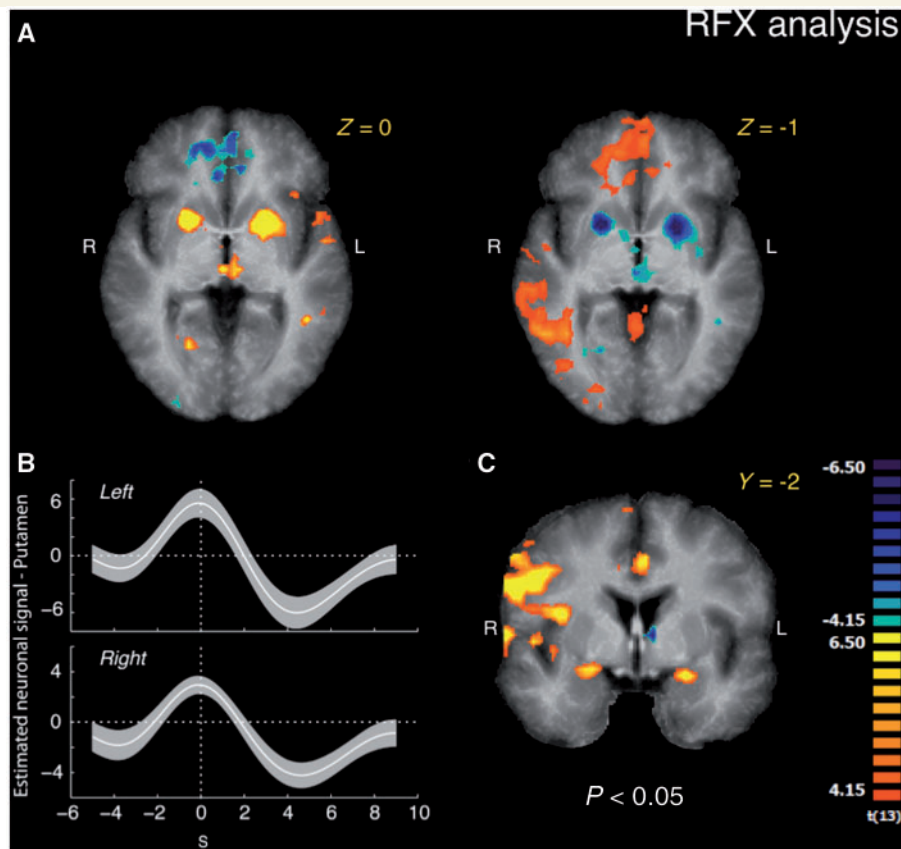 A
RFX analysis
Z = 0
Z = -1
R
L
R
L
B
Estimated neuronal signal - Putamen
Left
6
0
-6
Right
4
0
-4
-6 -4 -2 0 2 4 6 8 10
S
C
Y = -2
R
L
P < 0.05
-6.50
-4.15
6.50
4.15
t(13)